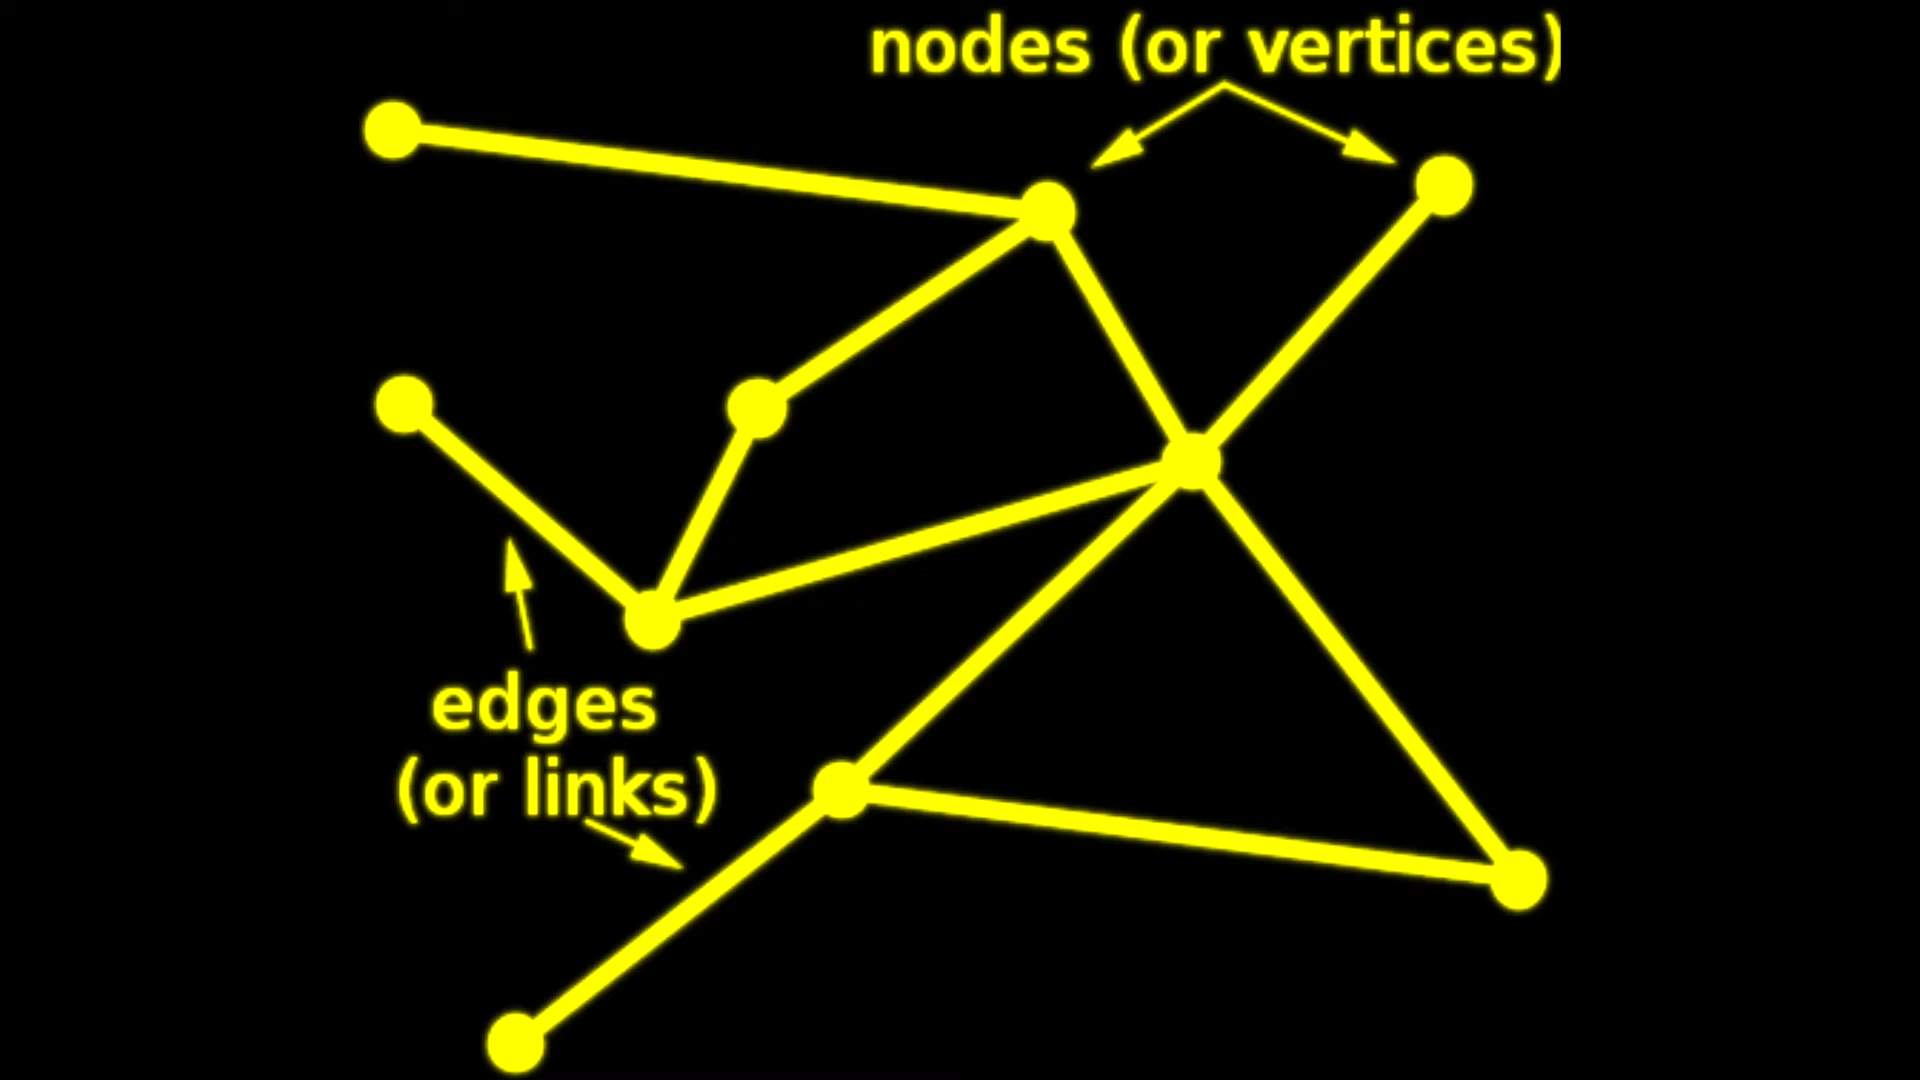 nodes (or vertices)
edges
(or links)